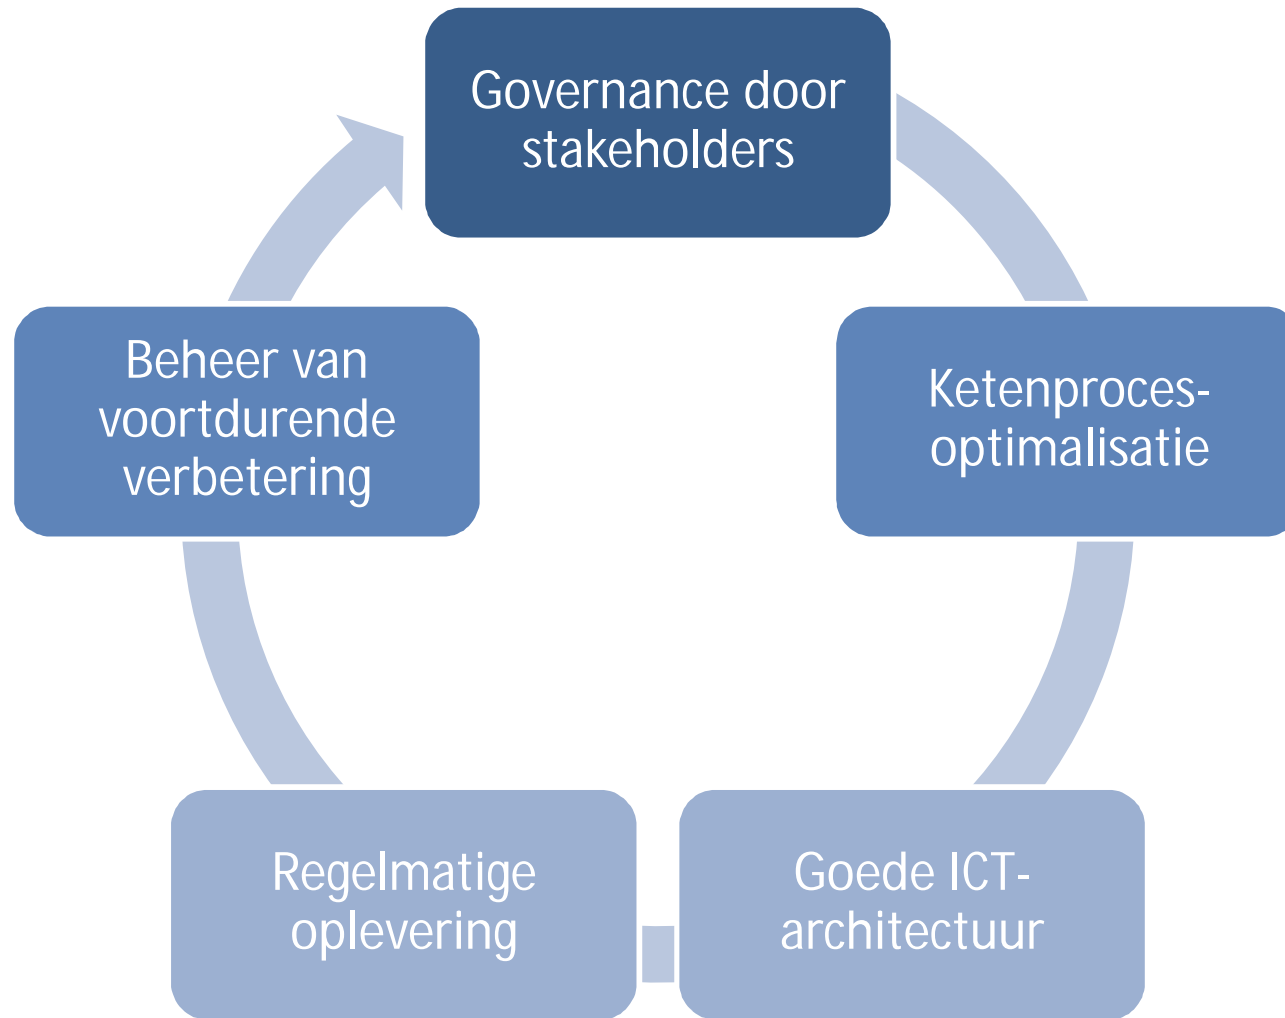 Governance door
stakeholders
Ketenproces-
optimalisatie
Goede ICT-
architectuur
Regelmatige
oplevering
Beheer van
voortdurende
verbetering